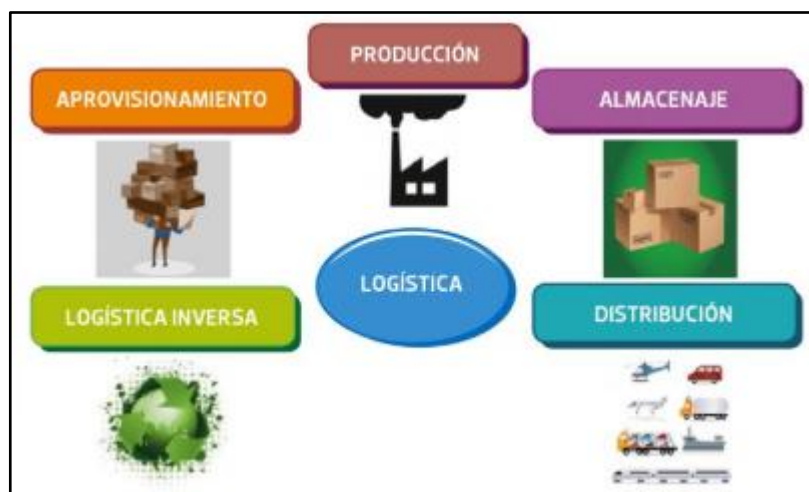 PRODUCCIÓN
APROVISIONAMIENTO
ALMACENAJE
LOGÍSTICA
LOGÍSTICA INVERSA
DISTRIBUCIÓN